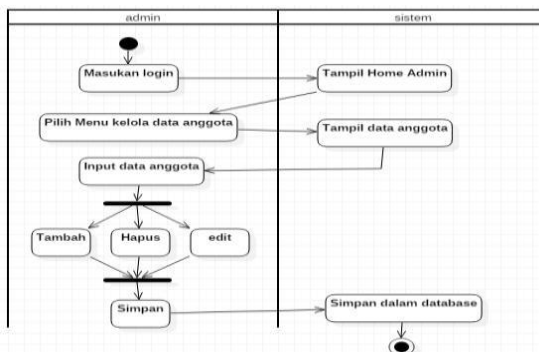 admin
sistem
Masukan login
Tampil Home Admin
Pilih Menu kelola data anggota
Tampil data anggota
Input data anggota
Tambah
Hapus
edit
Simpan
Simpan dalam database